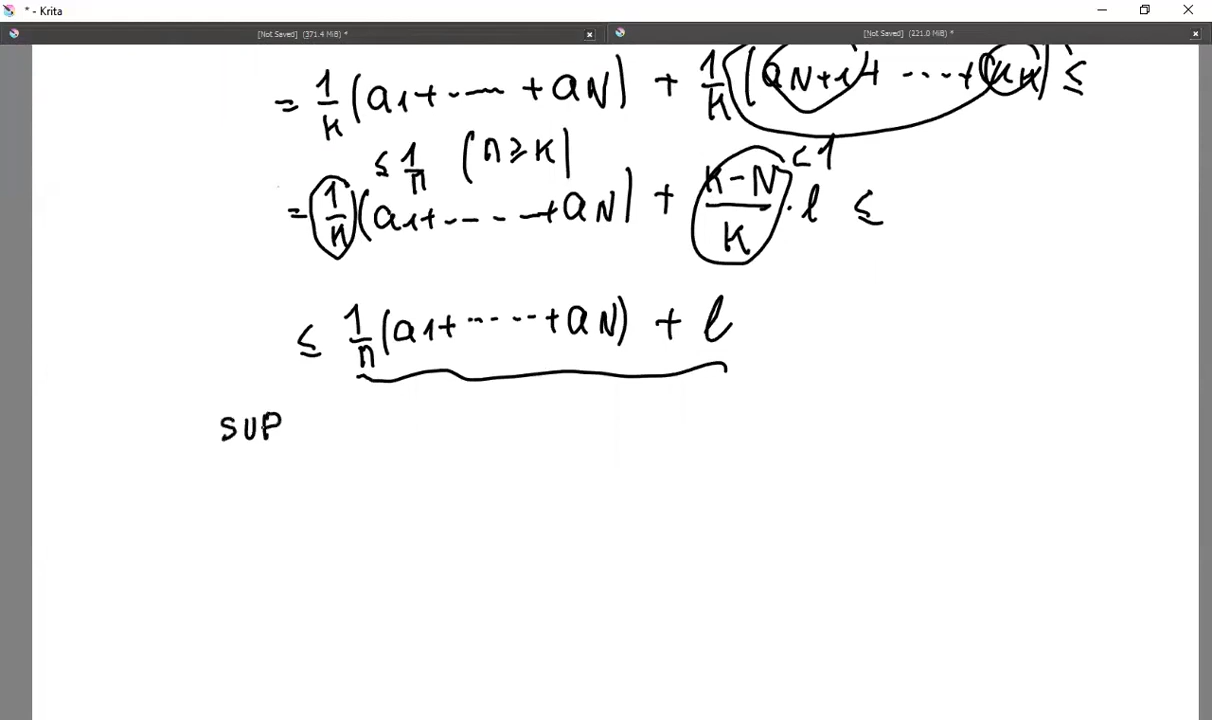 * - Krita
[Not Saved] (371.4 MiB) *
[Not Saved] (221.0 MiB) *
= 1/k (a1+ ..... + aN) + 1/k (aN+1+ ....+ ak) ≤
≤ 1/n (n ≥ k)
< 1
= 1/k (a1+ ..... +aN) + K-N/K . l ≤
≤ 1/n (a1+ ...... + aN) + l
SUP